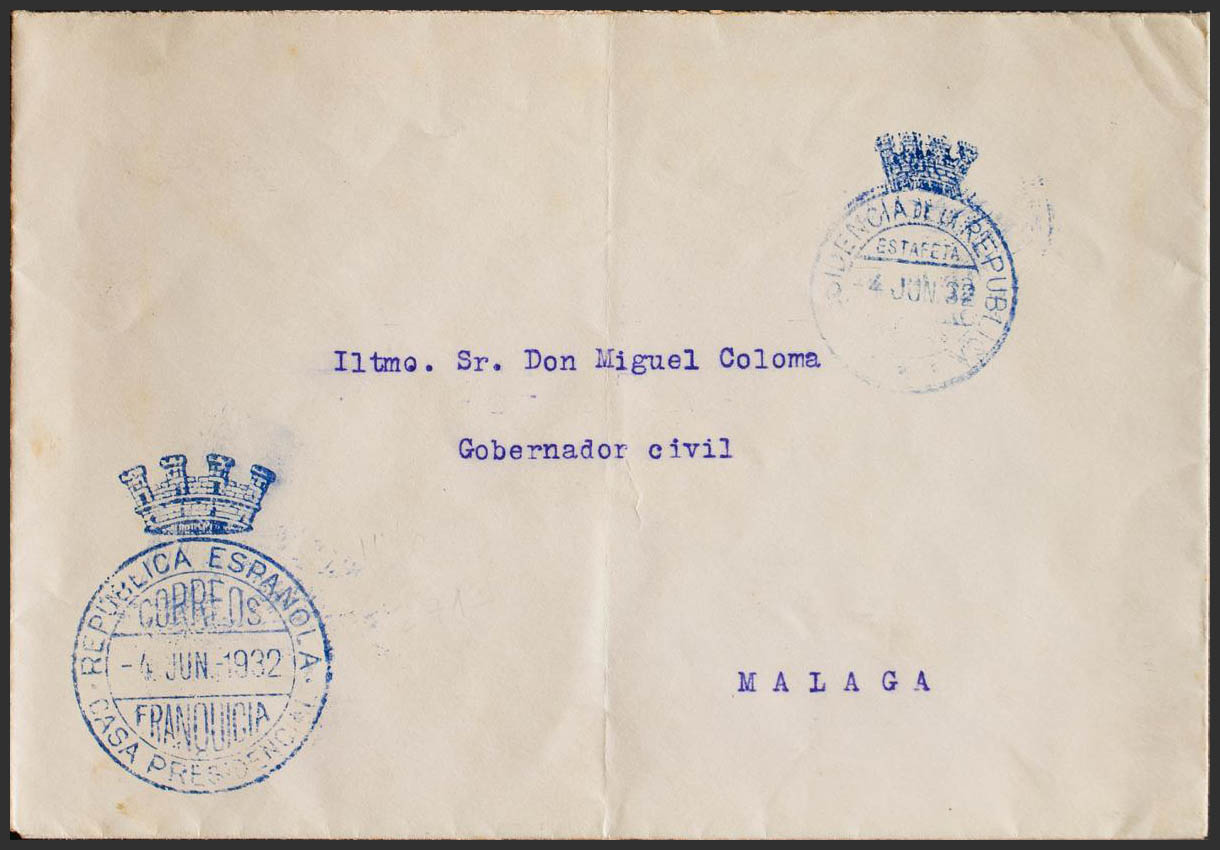 PRESIDENCIA DE LA REPUBLICA
ESTAFETA
4 JUN 32
Iltmo. Sr. Don Miguel Coloma
Gobernador civil
REPÚBLICA ESPAÑOLA
CORREOS
-4 JUN.-1932
FRANQUICIA
CASA PRESIDENCIAL
MALAGA